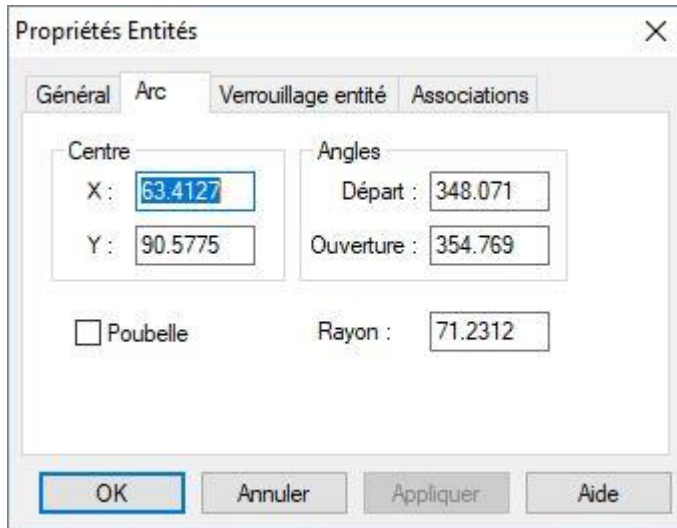 Propriétés Entités
Général Arc Verrouillage entité Associations
Centre Angles
X : 63.4127 Départ : 348.071
Y : 90.5775 Ouverture : 354.769
Poubelle Rayon : 71.2312
OK Annuler Appliquer Aide